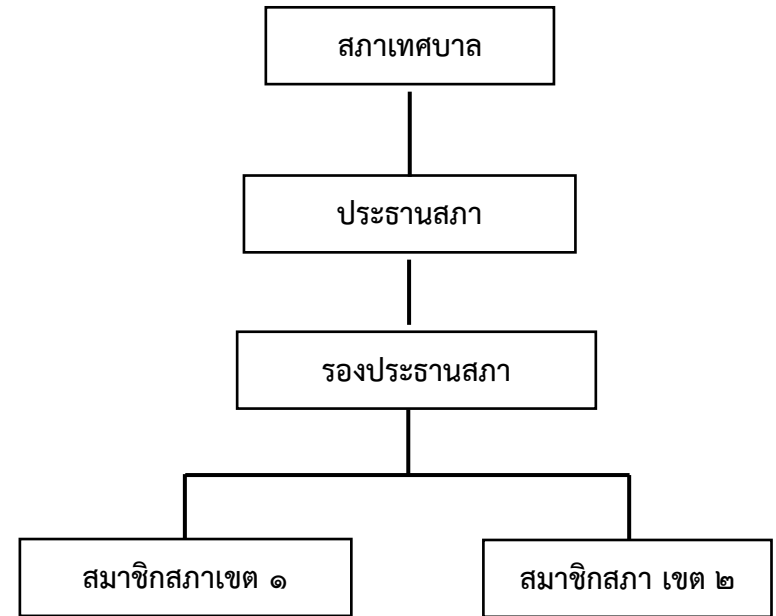 สภาเทศบาล
ประธานสภา
รองประธานสภา
สมาชิกสภาเขต ๑
สมาชิกสภา เขต ๒